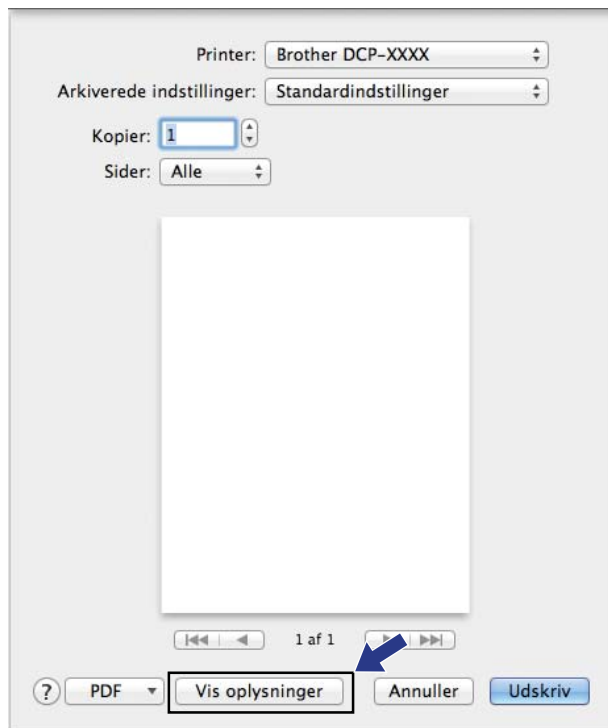 Printer: Brother DCP-XXXX
Arkiverede indstillinger: Standardindstillinger
Kopier: 1
Sider: Alle
1 af 1
? PDF Vis oplysninger Annuller Udskriv